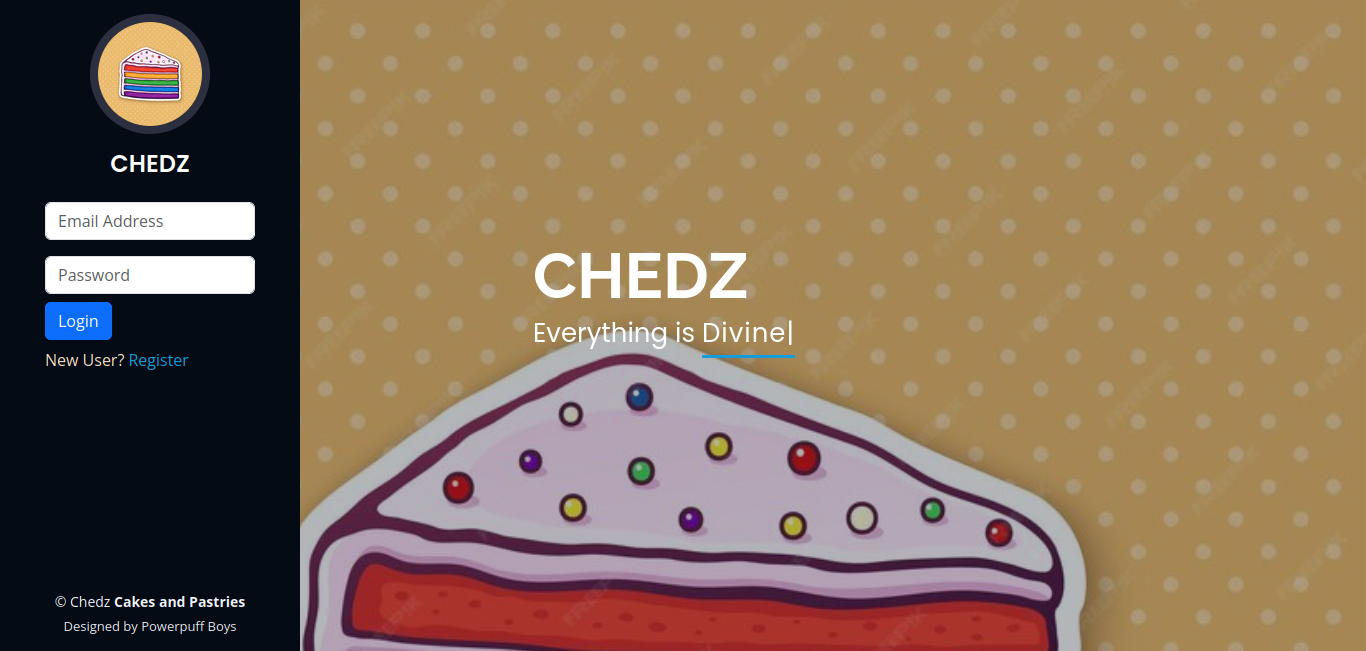 CHEDZ
Email Address
Password
Login
New User? Register
© Chedz Cakes and Pastries
Designed by Powerpuff Boys
CHEDZ
Everything is Divine|
FREEPIK